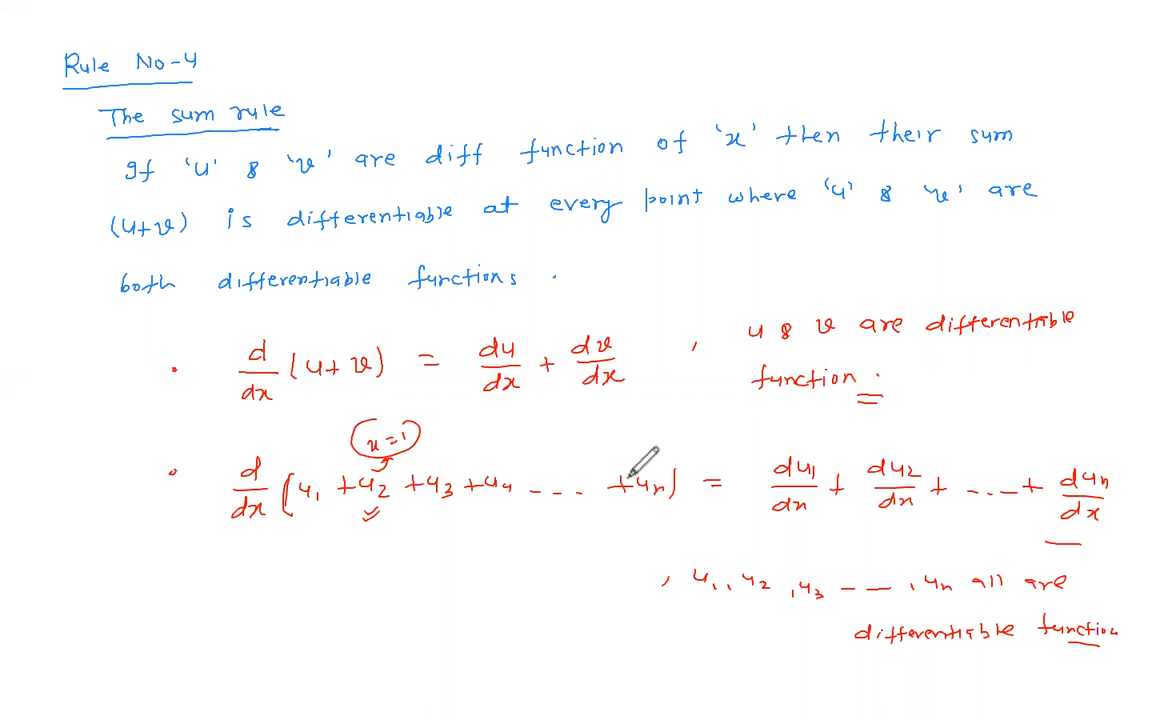 Rule No-4
The sum rule
If 'u' & 'v' are diff function of 'x' then their sum
(u+v) is differentiable at every point where 'u' & 'v' are
both differentiable functions.
. d/dx (u+v) = du/dx + dv/dx , u & v are differentiable
function.
x=1
. d/dx (u₁ +u₂ +u₃ +u₄ ---... +uₙ) = du₁/dx + du₂/dx + ...+ duₙ/dx
, u₁, u₂, u₃ -- , uₙ all are
differentiable function